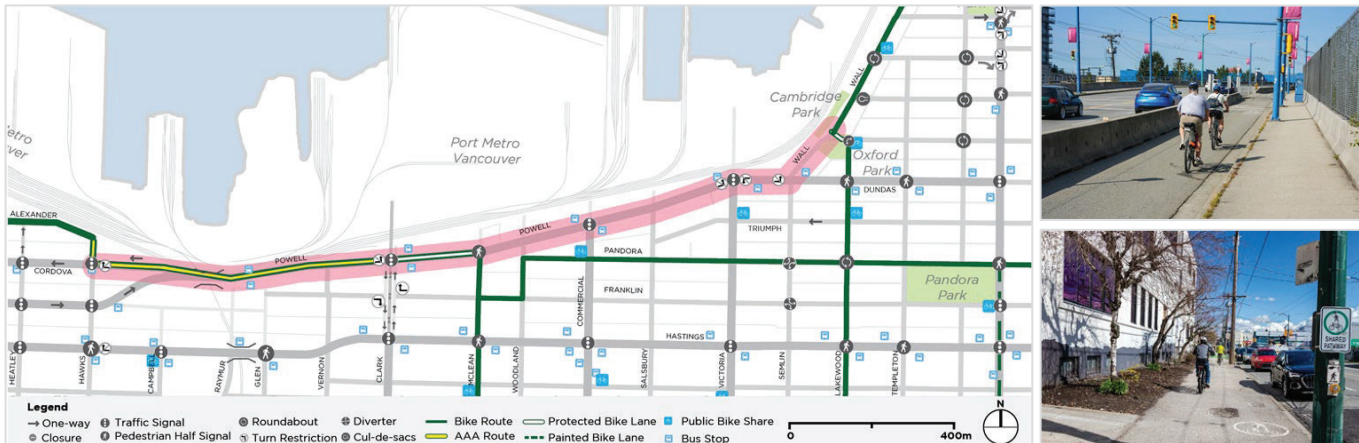 Cambridge
Park
WALL
Port Metro
Vancouver
WALL
Oxford
Park
DUNDAS
ALEXANDER
POWELL
TRIUMPH
POWELL
PANDORA
CORDOVA
Pandora
Park
FRANKLIN
COMMERCIAL
HASTINGS
HEATLEY
HAWKS
CAMPBELL
RAYMUR
GLEN
VERNON
CLARK
MCLEAN
WOODLAND
SALSBURY
VICTORIA
SEMLIN
LAKEWOOD
TEMPLETON
Legend
One-way
Traffic Signal
Roundabout
Diverter
Bike Route
Protected Bike Lane
Public Bike Share
Closure
Pedestrian Half Signal
Turn Restriction
Cul-de-sacs
AAA Route
Painted Bike Lane
Bus Stop
0
400m
N
SHARED
PATHWAY